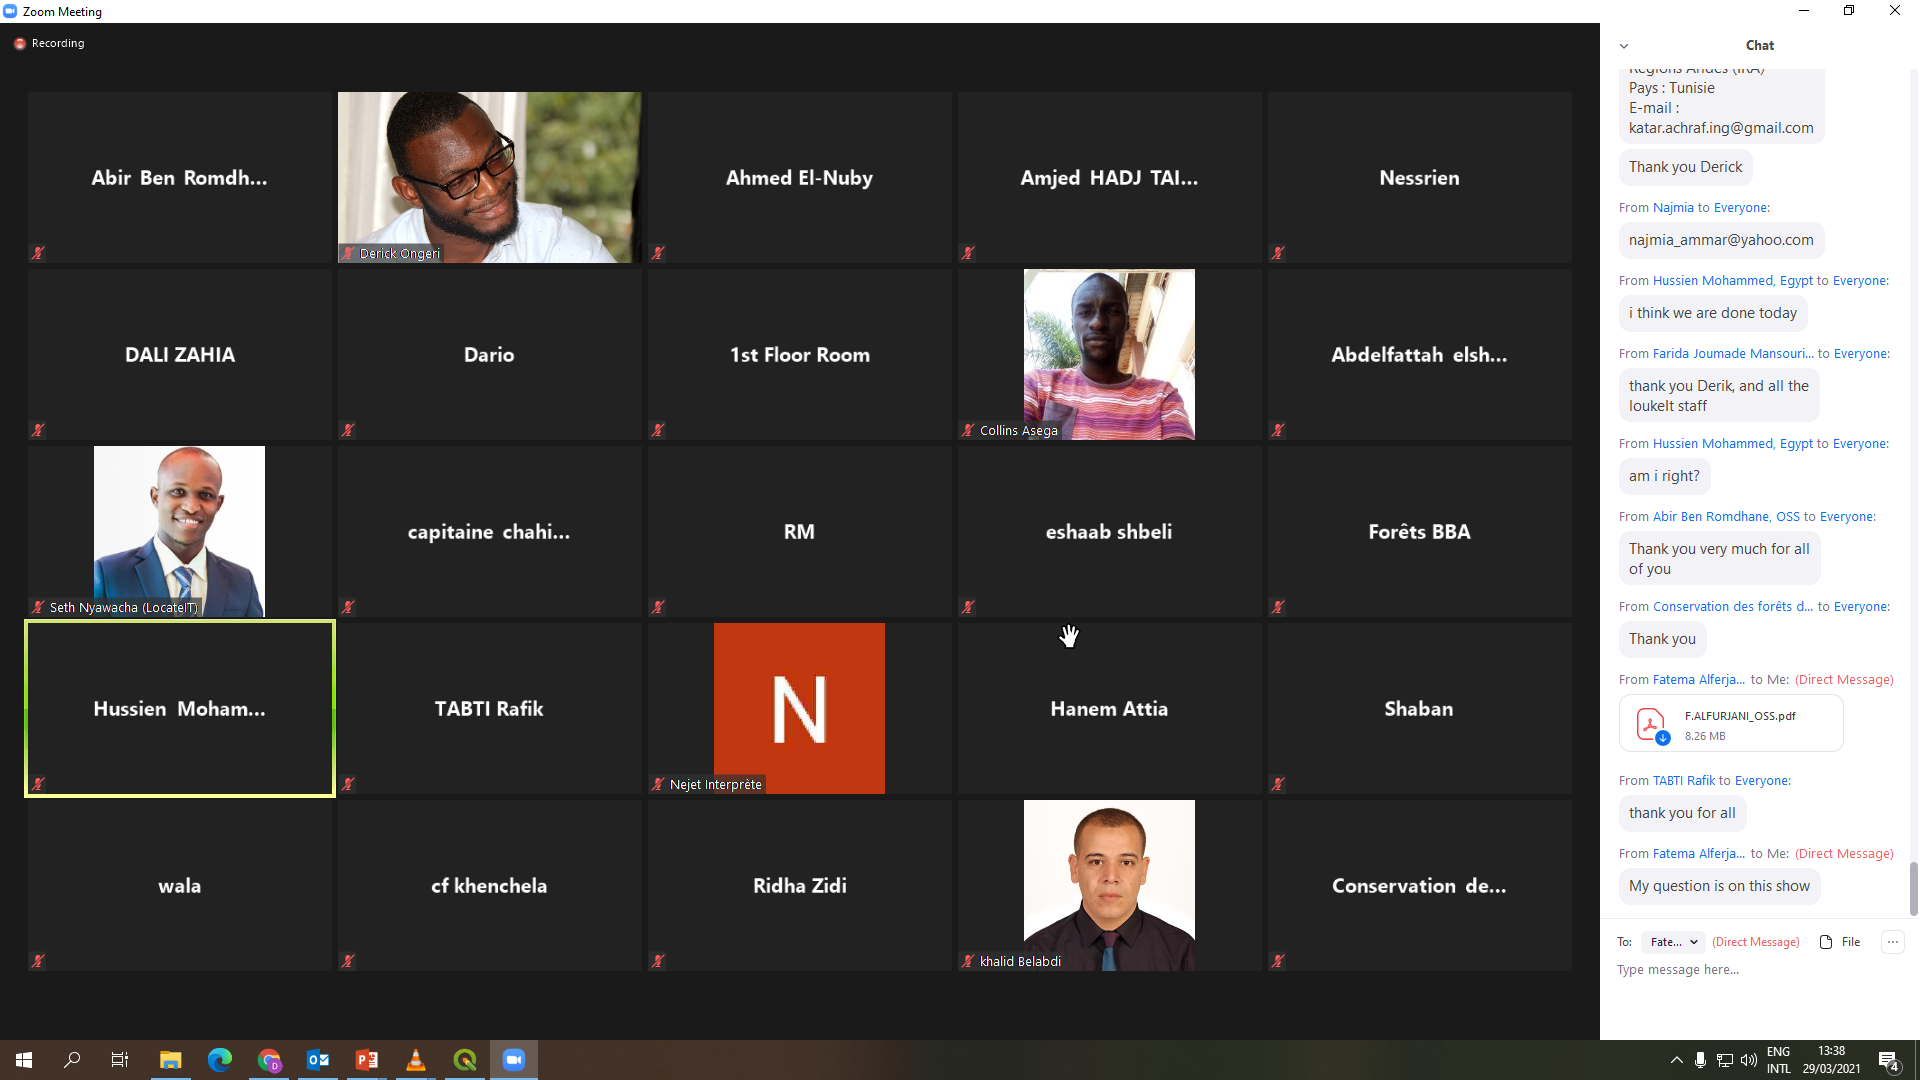 Zoom Meeting
Recording
Abir Ben Romdh...
Derick Ongeri
Ahmed El-Nuby
Amjed HADJ TAI...
Nessrien
DALI ZAHIA
Dario
1st Floor Room
Collins Asega
Abdelfattah elsh...
Seth Nyawacha (LocateIT)
capitaine chahi...
RM
eshaab shbeli
Forêts BBA
Hussien Moham...
TABTI Rafik
N
Nejet Interprète
Hanem Attia
Shaban
wala
cf khenchela
Ridha Zidi
khalid Belabdi
Conservation de...
Chat
Régions Arides (IRA)
Pays : Tunisie
E-mail :
katar.achraf.ing@gmail.com
Thank you Derick
From Najmia to Everyone:
najmia_ammar@yahoo.com
From Hussien Mohammed, Egypt to Everyone:
i think we are done today
From Farida Joumade Mansouri... to Everyone:
thank you Derik, and all the
loukelt staff
From Hussien Mohammed, Egypt to Everyone:
am i right?
From Abir Ben Romdhane, OSS to Everyone:
Thank you very much for all
of you
From Conservation des forêts d... to Everyone:
Thank you
From Fatema Alferja... to Me: (Direct Message)
F.ALFURJANI_OSS.pdf
8.26 MB
From TABTI Rafik to Everyone:
thank you for all
From Fatema Alferja... to Me: (Direct Message)
My question is on this show
To: Fate... (Direct Message) File ...
Type message here...
D
ENG
INTL
13:38
29/03/2021
4